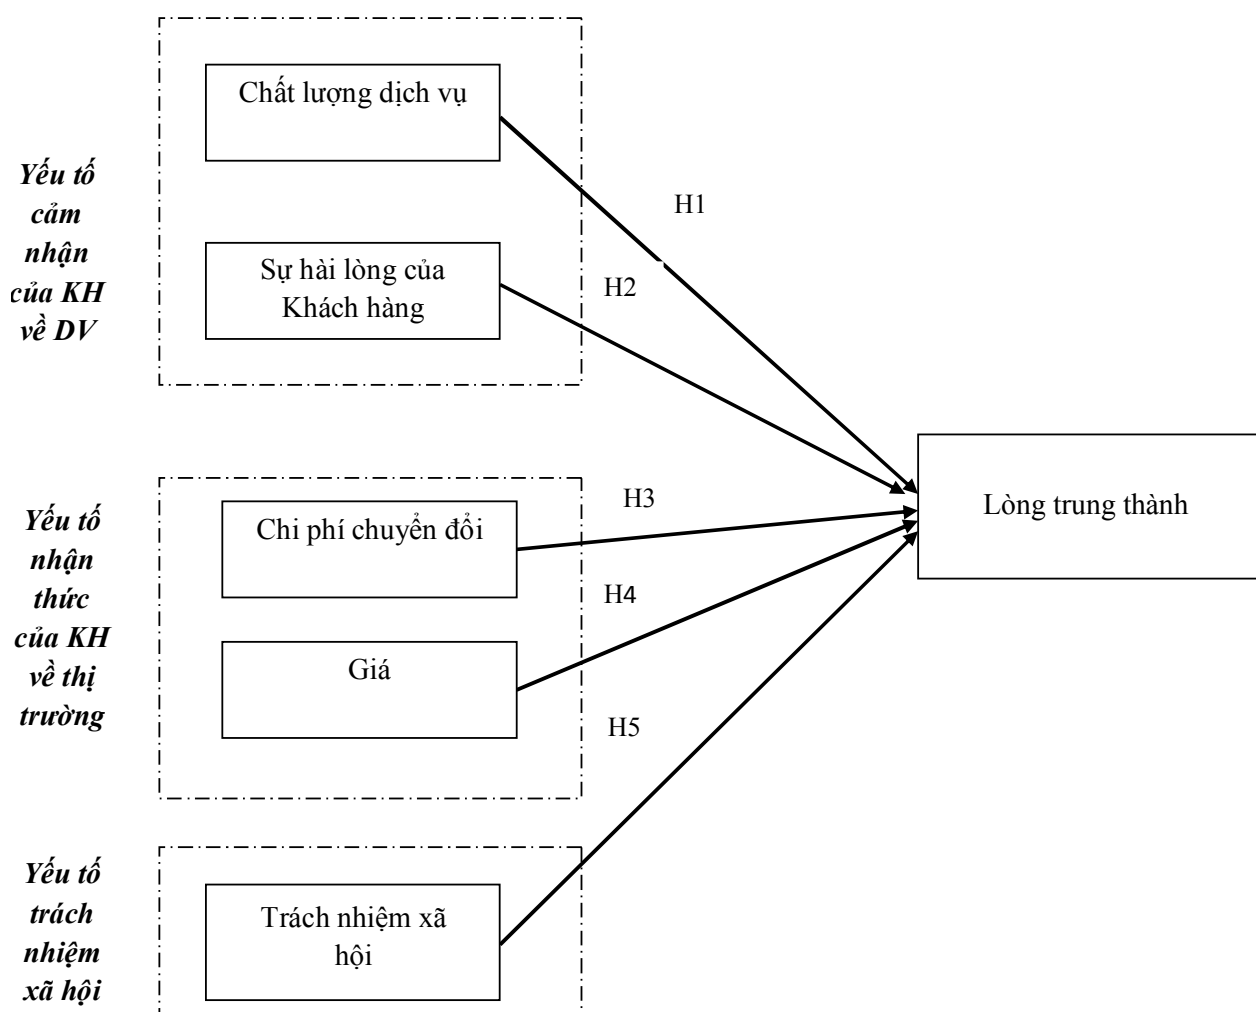 Yếu tố
cảm
nhận
của KH
về DV
Chất lượng dịch vụ
Sự hài lòng của
Khách hàng
H1
H2
Yếu tố
nhận
thức
của KH
về thị
trường
Chi phí chuyển đổi
Giá
H3
H4
H5
Lòng trung thành
Yếu tố
trách
nhiệm
xã hội
Trách nhiệm xã
hội